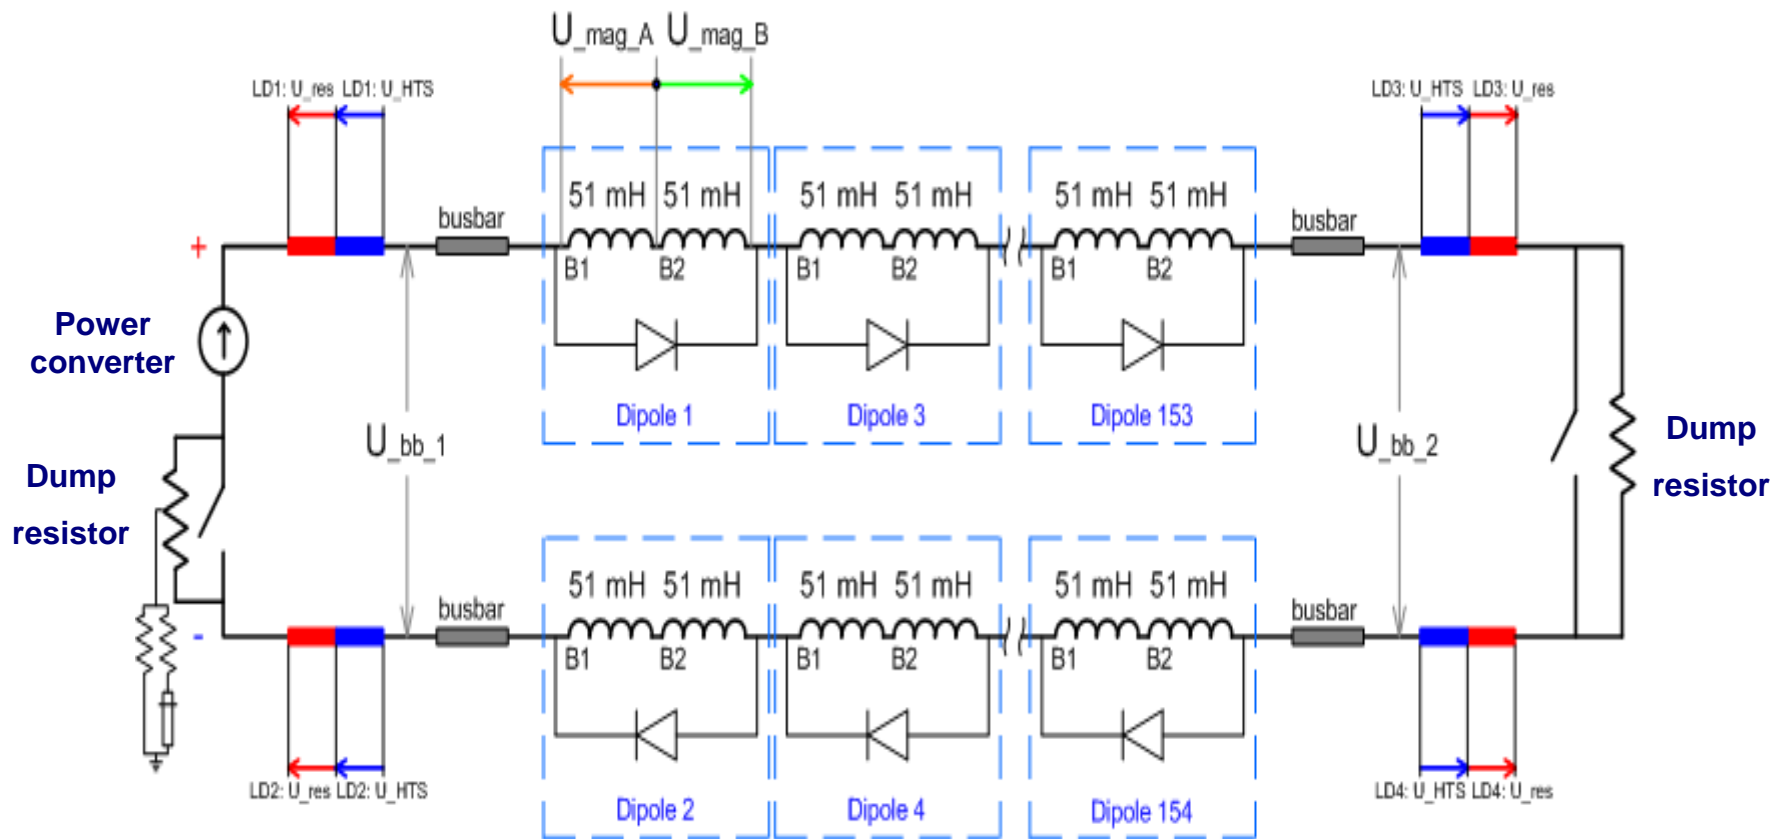 U_mag_A U_mag_B
LD1: U_res LD1: U_HTS
LD3: U_HTS LD3: U_res
51 mH 51 mH
51 mH 51 mH
51 mH 51 mH
busbar
busbar
+
B1 B2
B1 B2
B1 B2
Power
converter
Dipole 1
Dipole 3
Dipole 153
U_bb_1
U_bb_2
Dump
resistor
Dump
resistor
51 mH 51 mH
51 mH 51 mH
51 mH 51 mH
busbar
busbar
-
B1 B2
B1 B2
B1 B2
LD2: U_res LD2: U_HTS
LD4: U_HTS LD4: U_res
Dipole 2
Dipole 4
Dipole 154